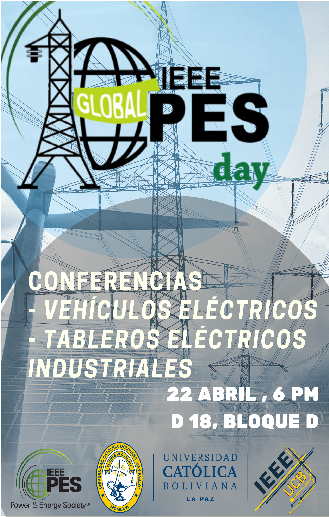 IEEE
GLOBAL
PES
day
CONFERENCIAS
- VEHÍCULOS ELÉCTRICOS
- TABLEROS ELÉCTRICOS
INDUSTRIALES
22 ABRIL , 6 PM
D 18, BLOQUE D
IEEE
PES
Power & Energy Society
UNIVERSIDAD
CATÓLICA
BOLIVIANA
LA PAZ
IEEE
UCB